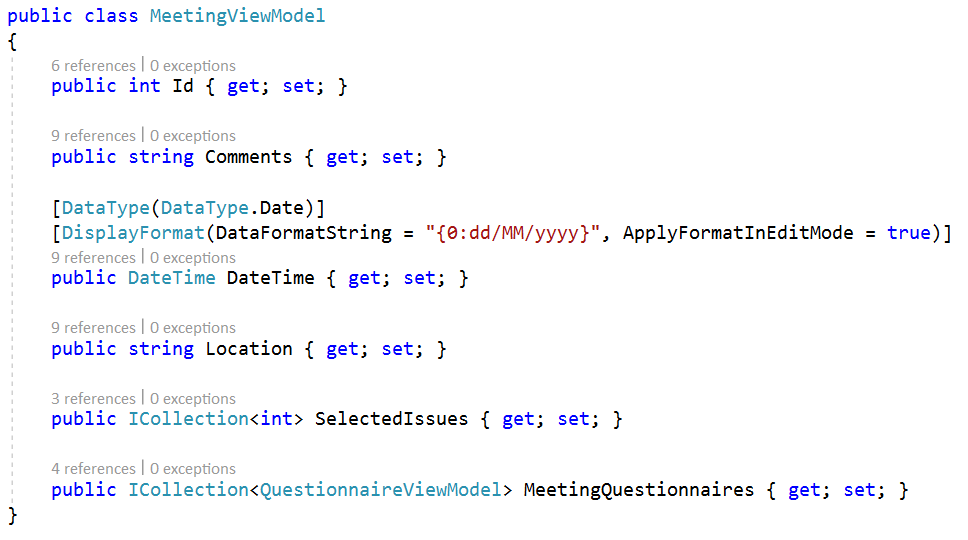 public class MeetingViewModel
{
6 references | 0 exceptions
public int Id { get; set; }
9 references | 0 exceptions
public string Comments { get; set; }
[DataType(DataType.Date)]
[DisplayFormat(DataFormatString = "{0:dd/MM/yyyy}", ApplyFormatInEditMode = true)]
9 references | 0 exceptions
public DateTime DateTime { get; set; }
9 references | 0 exceptions
public string Location { get; set; }
3 references | 0 exceptions
public ICollection<int> SelectedIssues { get; set; }
4 references | 0 exceptions
public ICollection<QuestionnaireViewModel> MeetingQuestionnaires { get; set; }
}